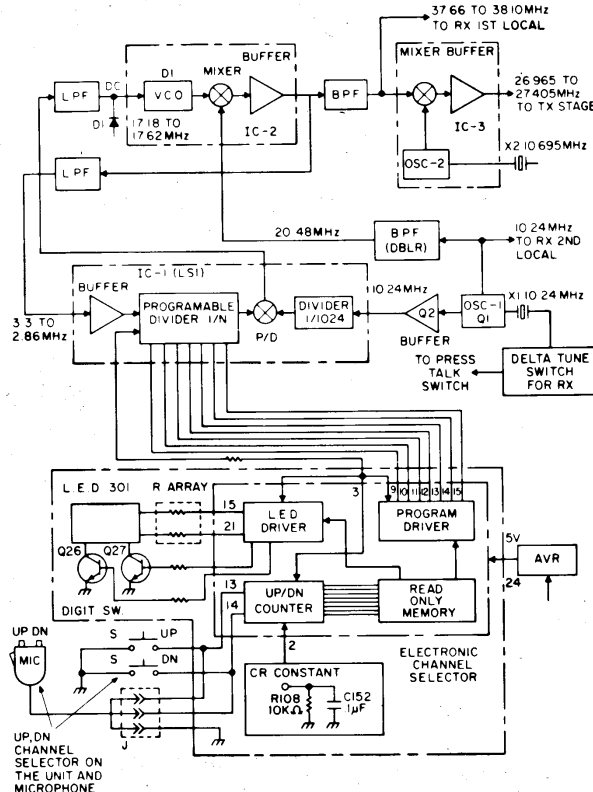 37.66 TO 38.10MHz
TO RX 1ST LOCAL
BUFFER
D1
MIXER
LPF
DC
VCO
BPF
D1
17.18 TO
17.62MHz
IC-2
MIXER BUFFER
26.965 TO
27.405MHz
TO TX STAGE
IC-3
OSC-2
X2 10.695MHz
LPF
20.48MHz
BPF
(DBLR)
10.24MHz
TO RX 2ND
LOCAL
IC-1 (LSI)
BUFFER
PROGRAMABLE
DIVIDER 1/N
P/D
DIVIDER
1/1024
10.24MHz
Q2
BUFFER
OSC-1
Q1
X1 10.24MHz
3.3 TO
2.86MHz
TO PRESS
TALK
SWITCH
DELTA TUNE
SWITCH
FOR RX
L.E.D 301
R ARRAY
15
21
LED
DRIVER
3
9 10 11 12 13 14 15
PROGRAM
DRIVER
5V
AVR
24
Q26
Q27
13
14
UP/DN
COUNTER
READ
ONLY
MEMORY
DIGIT SW.
2
ELECTRONIC
CHANNEL
SELECTOR
UP DN
MIC
S
UP
S
DN
J
CR CONSTANT
R108
10KΩ
C152
1μF
UP,DN
CHANNEL
SELECTOR ON
THE UNIT AND
MICROPHONE